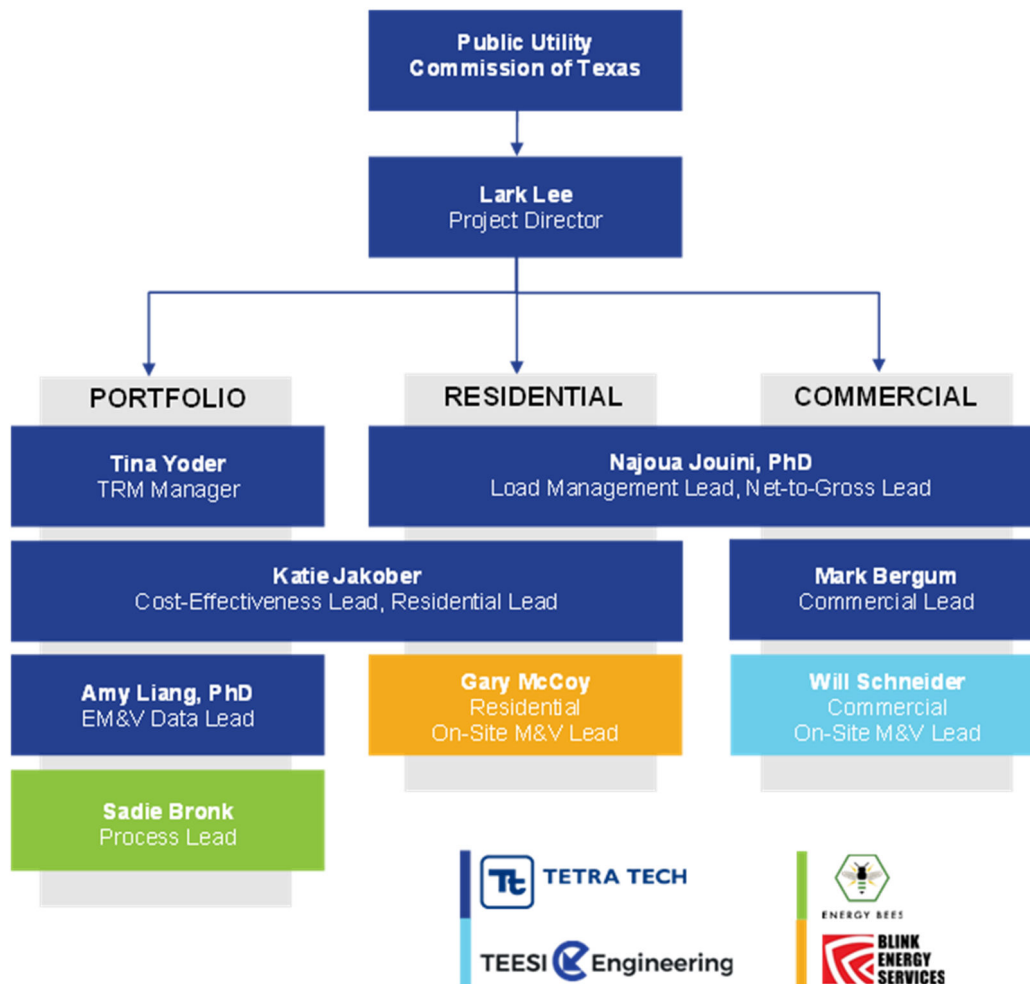 Public Utility
Commission of Texas
Lark Lee
Project Director
PORTFOLIO
RESIDENTIAL
COMMERCIAL
Tina Yoder
TRM Manager
Najoua Jouini, PhD
Load Management Lead, Net-to-Gross Lead
Katie Jakober
Cost-Effectiveness Lead, Residential Lead
Mark Bergum
Commercial Lead
Amy Liang, PhD
EM&V Data Lead
Gary McCoy
Residential
On-Site M&V Lead
Will Schneider
Commercial
On-Site M&V Lead
Sadie Bronk
Process Lead
Tt TETRA TECH
ENERGY BEES
TEESI Engineering
BLINK
ENERGY
SERVICES